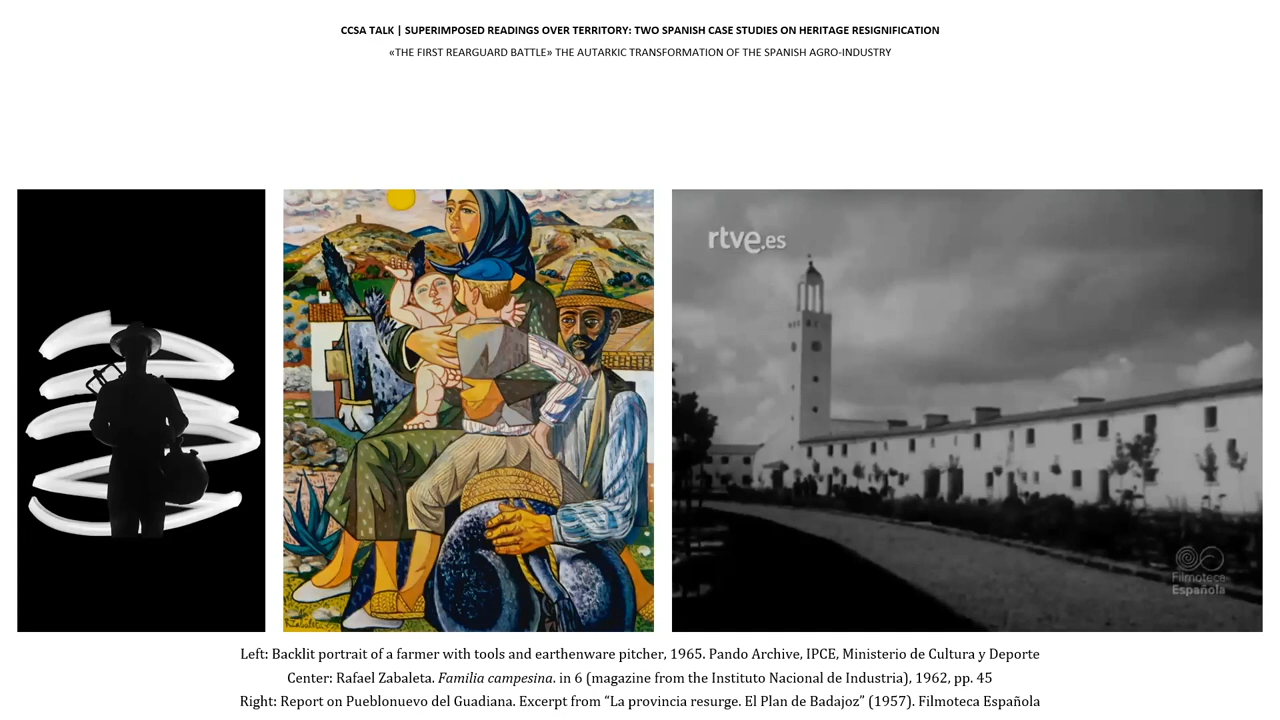 CCSA TALK | SUPERIMPOSED READINGS OVER TERRITORY: TWO SPANISH CASE STUDIES ON HERITAGE RESIGNIFICATION
«THE FIRST REARGUARD BATTLE» THE AUTARKIC TRANSFORMATION OF THE SPANISH AGRO-INDUSTRY
rtve.es
Filmoteca
Española
Left: Backlit portrait of a farmer with tools and earthenware pitcher, 1965. Pando Archive, IPCE, Ministerio de Cultura y Deporte
Center: Rafael Zabaleta. Familia campesina. in 6 (magazine from the Instituto Nacional de Industria), 1962, pp. 45
Right: Report on Pueblonuevo del Guadiana. Excerpt from “La provincia resurge. El Plan de Badajoz” (1957). Filmoteca Española